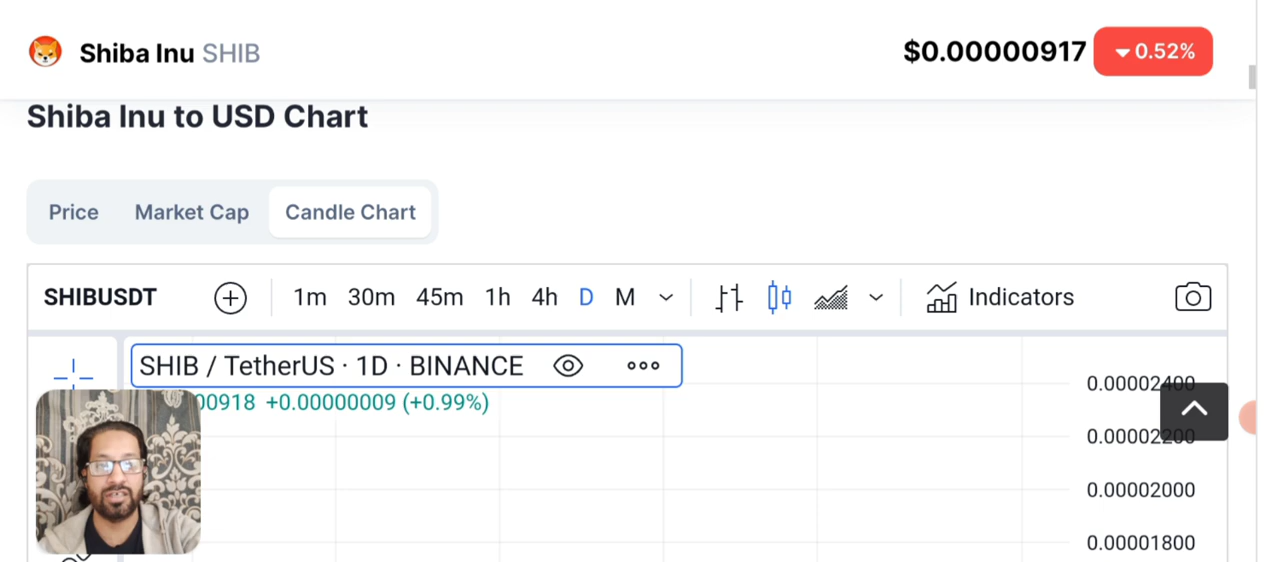 Shiba Inu SHIB
$0.00000917 0.52%
Shiba Inu to USD Chart
Price Market Cap Candle Chart
SHIBUSDT 1m 30m 45m 1h 4h D M Indicators
SHIB / TetherUS · 1D · BINANCE
00918 +0.00000009 (+0.99%)
0.00002400
0.00002200
0.00002000
0.00001800